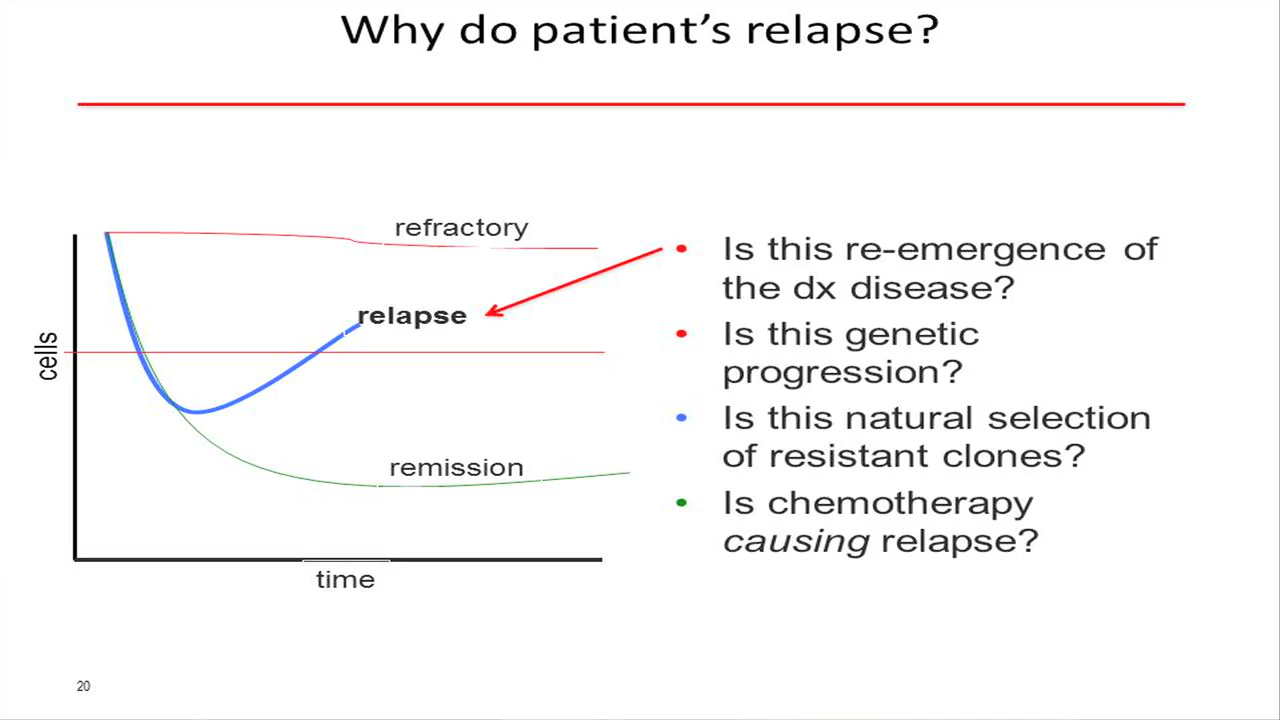 Why do patient's relapse?
refractory
relapse
cells
remission
time
• Is this re-emergence of
the dx disease?
• Is this genetic
progression?
• Is this natural selection
of resistant clones?
• Is chemotherapy
causing relapse?
20